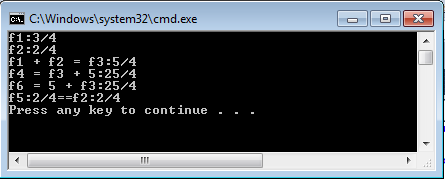 C:\Windows\system32\cmd.exe
f1:3/4
f2:2/4
f1 + f2 = f3:5/4
f4 = f3 + 5:25/4
f6 = 5 + f3:25/4
f5:2/4==f2:2/4
Press any key to continue . . .